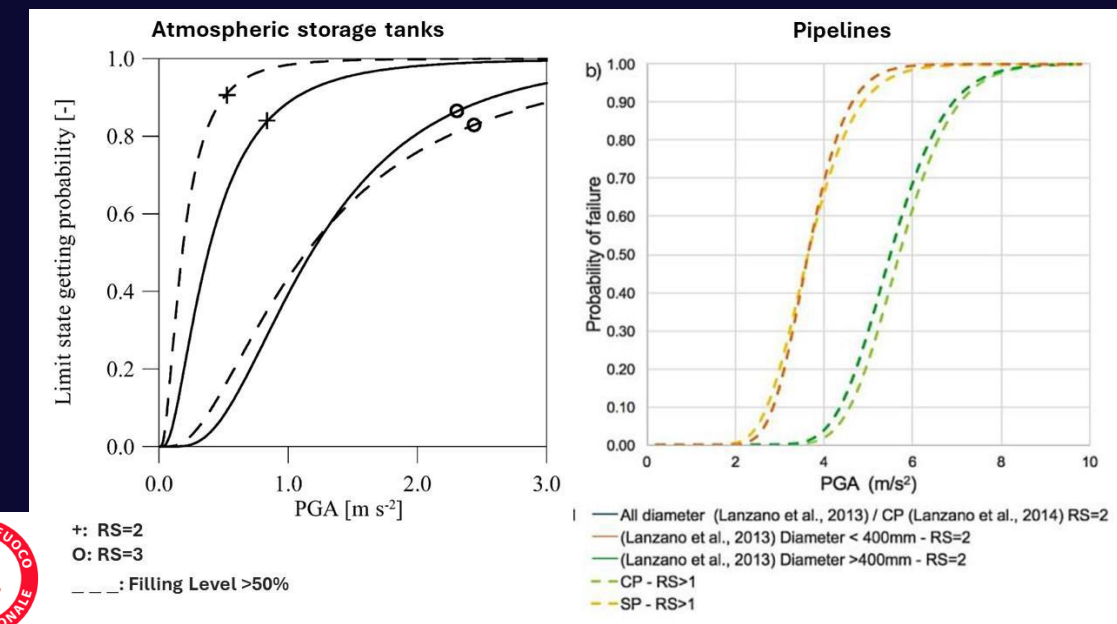 Atmospheric storage tanks
Limit state getting probability [-]
1.0
0.8
0.6
0.4
0.2
0.0
0.0 1.0 2.0 3.0
PGA [m s⁻²]
+: RS=2
O: RS=3
_ _ _: Filling Level >50%
Pipelines
b)
Probability of failure
1.00
0.90
0.80
0.70
0.60
0.50
0.40
0.30
0.20
0.10
0.00
0 2 4 6 8 10
PGA (m/s²)
All diameter (Lanzano et al., 2013) / CP (Lanzano et al., 2014) RS=2
(Lanzano et al., 2013) Diameter < 400mm - RS=2
(Lanzano et al., 2013) Diameter >400mm - RS=2
CP - RS>1
SP - RS>1